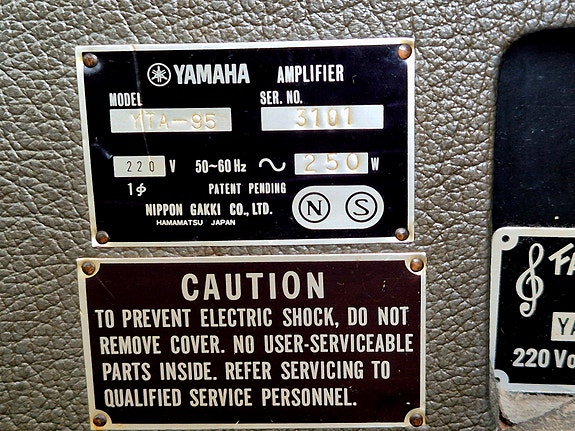 YAMAHA AMPLIFIER
MODEL SER. NO.
YTA-95 3101
220 V 50~60 Hz ~ 250 W
1ϕ PATENT PENDING
NIPPON GAKKI CO., LTD. N S
HAMAMATSU JAPAN
CAUTION
TO PREVENT ELECTRIC SHOCK, DO NOT
REMOVE COVER. NO USER-SERVICEABLE
PARTS INSIDE. REFER SERVICING TO
QUALIFIED SERVICE PERSONNEL.
220 Vo